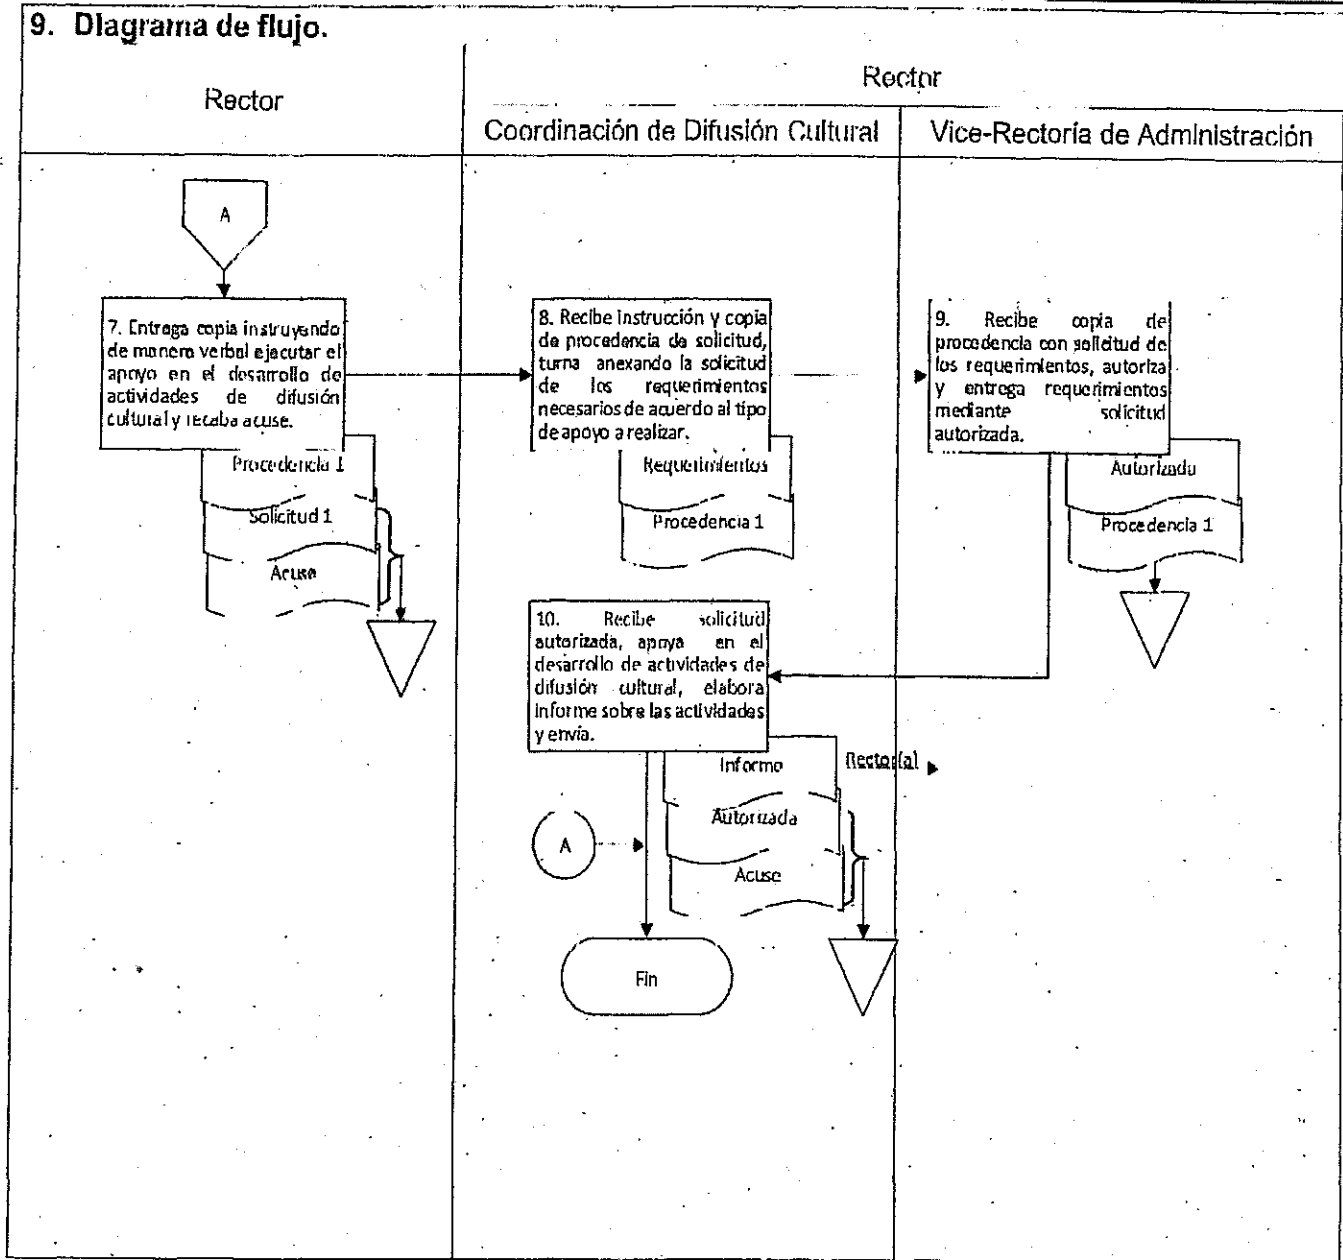 9. Diagrama de flujo.
Rector
Rector
Coordinación de Difusión Cultural
Vice-Rectoría de Administración
A
7. Entrega copia instruyendo
de manera verbal ejecutar el
apoyo en el desarrollo de
actividades de difusión
cultural y recaba acuse.
Procedencia 1
Solicitud 1
Acuse
8. Recibe instrucción y copia
de procedencia de solicitud,
turna anexando la solicitud
de los requerimientos
necesarios de acuerdo al tipo
de apoyo a realizar.
Requerimientos
Procedencia 1
9. Recibe copia de
procedencia con solicitud de
los requerimientos, autoriza
y entrega requerimientos
mediante solicitud
autorizada.
Autorizada
Procedencia 1
10. Recibe solicitud
autorizada, apoya en el
desarrollo de actividades de
difusión cultural, elabora
informe sobre las actividades
y envía.
Informe
Rector(a)
Autorizada
Acuse
A
Fin